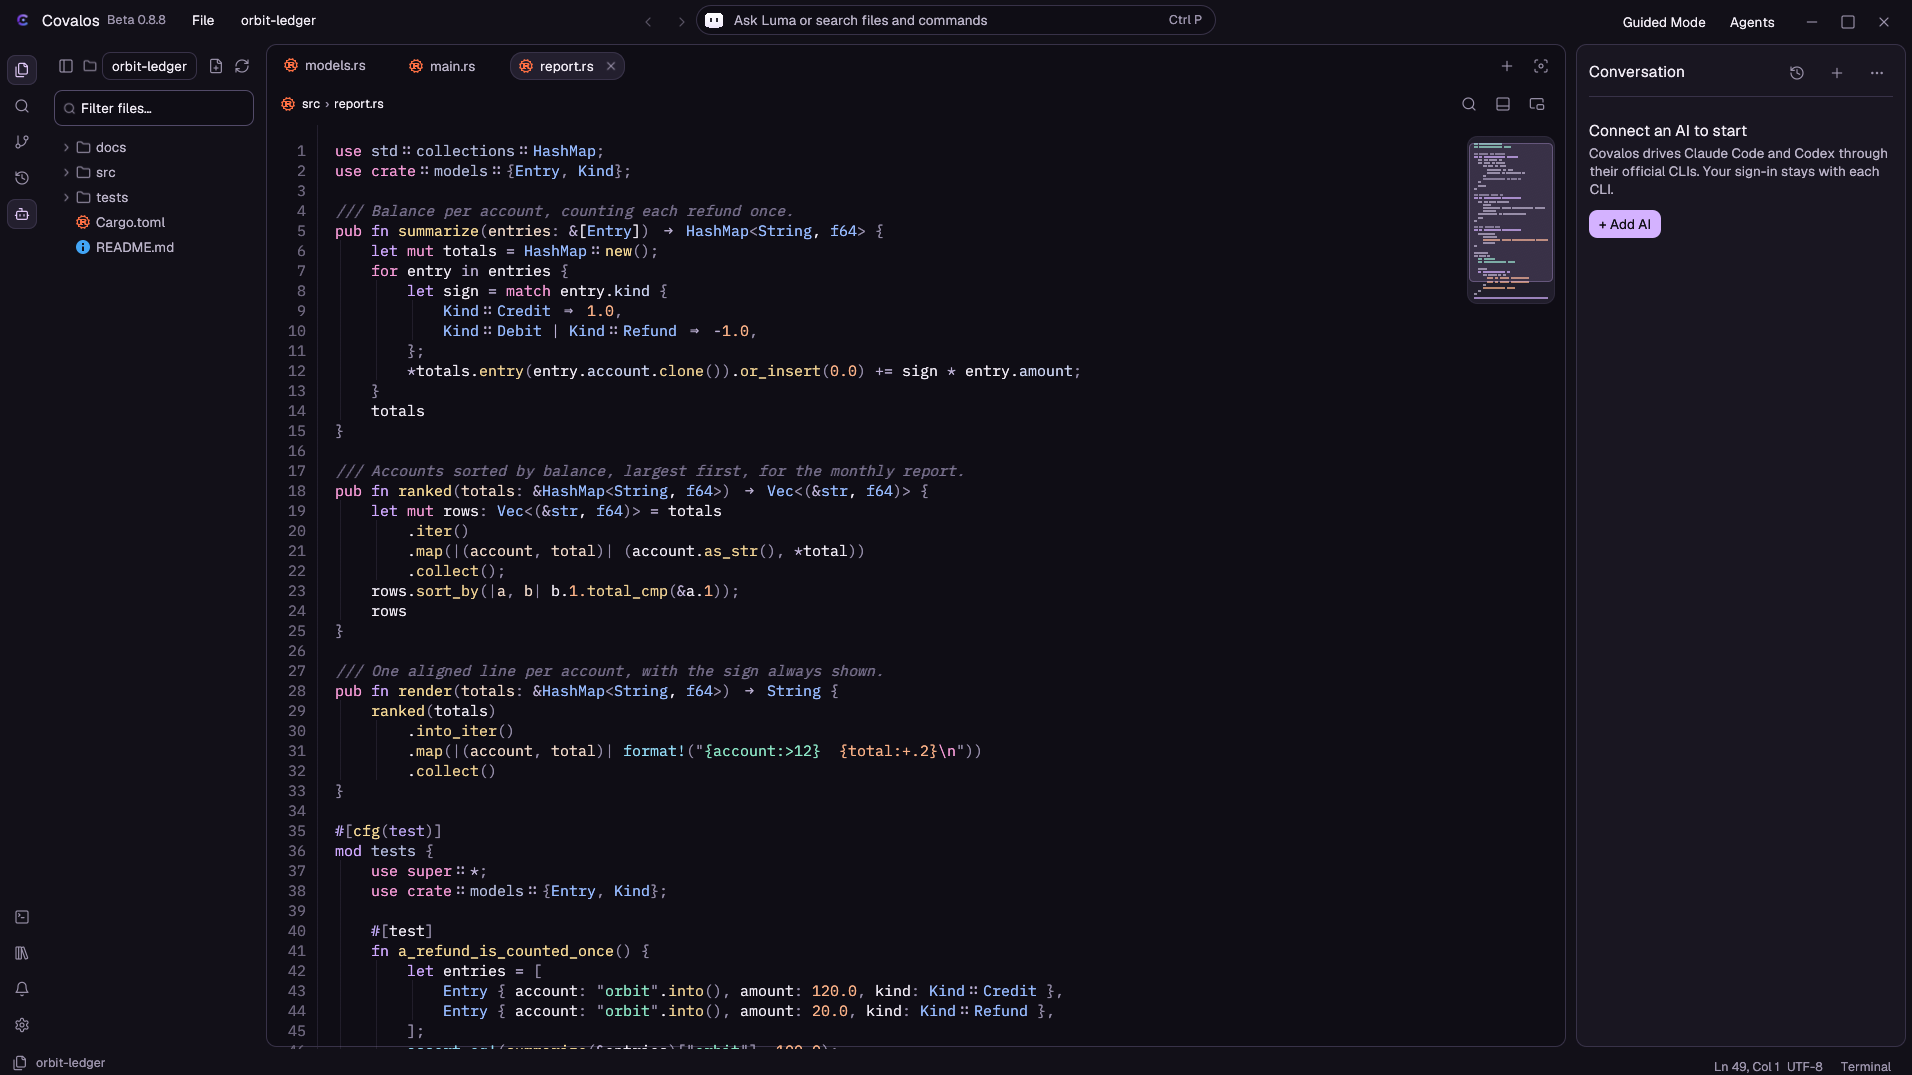 Covalos Beta 0.8.8 File orbit-ledger
Ask Luma or search files and commands Ctrl P
Guided Mode Agents
orbit-ledger
Filter files...
docs
src
tests
Cargo.toml
README.md
models.rs main.rs report.rs
src › report.rs
1 use std::collections::HashMap;
2 use crate::models::{Entry, Kind};
3
4 /// Balance per account, counting each refund once.
5 pub fn summarize(entries: &[Entry]) → HashMap<String, f64> {
6 let mut totals = HashMap::new();
7 for entry in entries {
8 let sign = match entry.kind {
9 Kind::Credit ⇒ 1.0,
10 Kind::Debit | Kind::Refund ⇒ -1.0,
11 };
12 *totals.entry(entry.account.clone()).or_insert(0.0) += sign * entry.amount;
13 }
14 totals
15 }
16
17 /// Accounts sorted by balance, largest first, for the monthly report.
18 pub fn ranked(totals: &HashMap<String, f64>) → Vec<(&str, f64)> {
19 let mut rows: Vec<(&str, f64)> = totals
20 .iter()
21 .map(|(account, total)| (account.as_str(), *total))
22 .collect();
23 rows.sort_by(|a, b| b.1.total_cmp(&a.1));
24 rows
25 }
26
27 /// One aligned line per account, with the sign always shown.
28 pub fn render(totals: &HashMap<String, f64>) → String {
29 ranked(totals)
30 .into_iter()
31 .map(|(account, total)| format!("{account:>12}  {total:+.2}\n"))
32 .collect()
33 }
34
35 #[cfg(test)]
36 mod tests {
37 use super::*;
38 use crate::models::{Entry, Kind};
39
40 #[test]
41 fn a_refund_is_counted_once() {
42 let entries = [
43 Entry { account: "orbit".into(), amount: 120.0, kind: Kind::Credit },
44 Entry { account: "orbit".into(), amount: 20.0, kind: Kind::Refund },
45 ];
Conversation
Connect an AI to start
Covalos drives Claude Code and Codex through
their official CLIs. Your sign-in stays with each
CLI.
+ Add AI
orbit-ledger
Ln 49, Col 1 UTF-8 Terminal